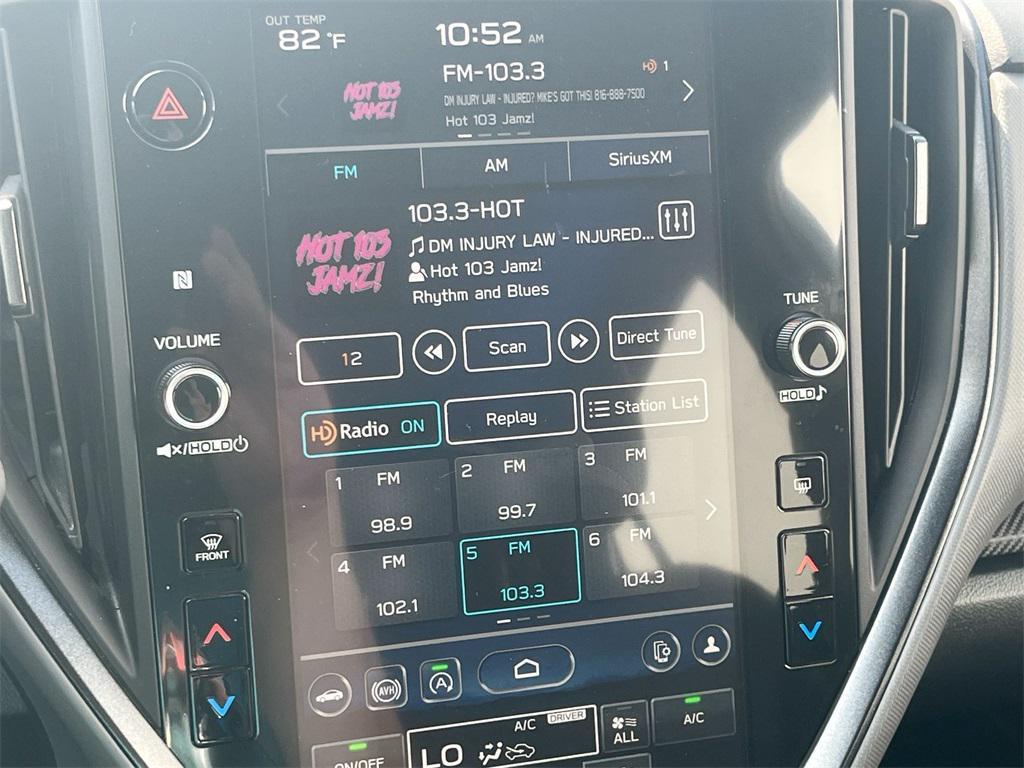 OUT TEMP
82 °F
10:52 AM
FM-103.3
HD 1
HOT 103
JAMZ!
DM INJURY LAW - INJURED? MIKE'S GOT THIS! 816-888-7500
Hot 103 Jamz!
FM
AM
SiriusXM
103.3-HOT
HOT 103
JAMZ!
DM INJURY LAW - INJURED...
Hot 103 Jamz!
Rhythm and Blues
N
VOLUME
TUNE
12
Scan
Direct Tune
HOLD
HD Radio ON
Replay
Station List
/HOLD
1 FM
98.9
2 FM
99.7
3 FM
101.1
4 FM
102.1
5 FM
103.3
6 FM
104.3
FRONT
AVH
A
A/C DRIVER
LO
ALL
A/C
ON/OFF